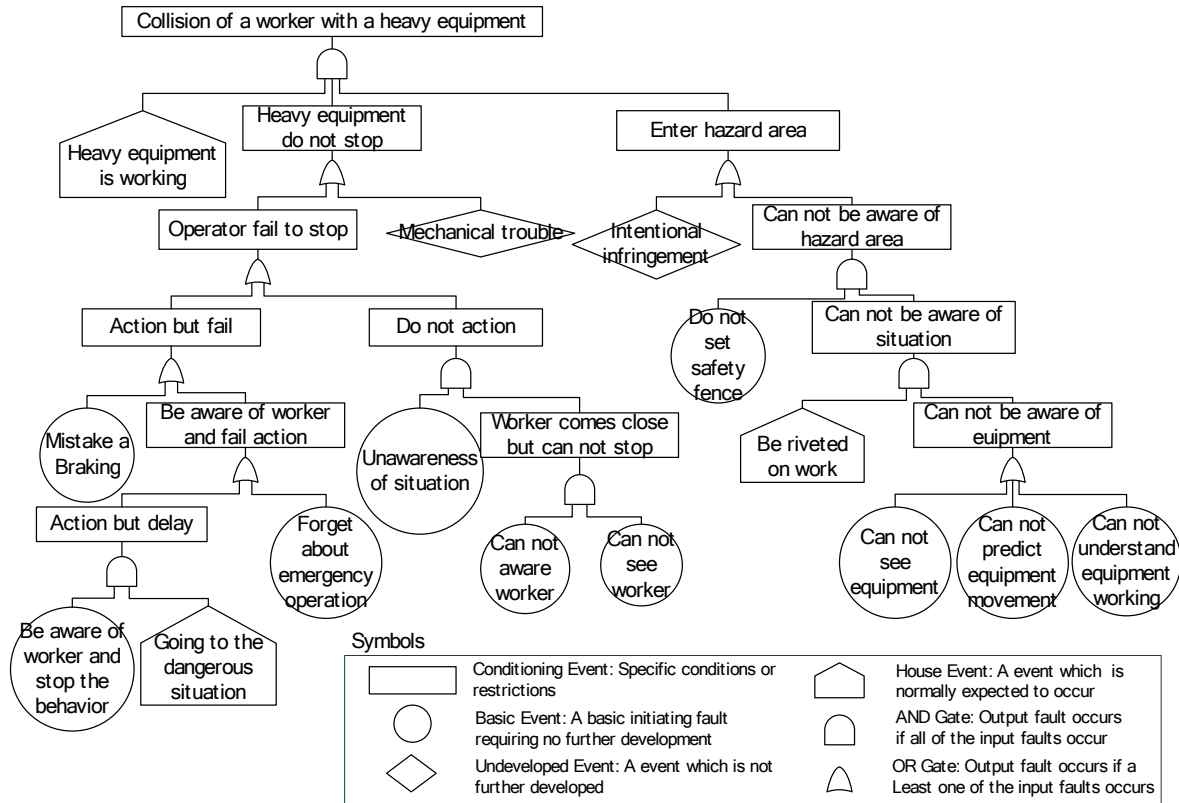 Collision of a worker with a heavy equipment
Heavy equipment
is working
Heavy equipment
do not stop
Enter hazard area
Operator fail to stop
Mechanical trouble
Intentional
infringement
Can not be aware of
hazard area
Action but fail
Do not action
Do not
set
safety
fence
Can not be aware of
situation
Mistake a
Braking
Be aware of worker
and fail action
Unawareness
of situation
Worker comes close
but can not stop
Be riveted
on work
Can not be aware of
euipment
Action but delay
Forget
about
emergency
operation
Can not
aware
worker
Can not
see
worker
Can not
see
equipment
Can not
predict
equipment
movement
Can not
understand
equipment
working
Be aware of
worker and
stop the
behavior
Going to the
dangerous
situation
Symbols
Conditioning Event: Specific conditions or
restrictions
Basic Event: A basic initiating fault
requiring no further development
Undeveloped Event: A event which is not
further developed
House Event: A event which is
normally expected to occur
AND Gate: Output fault occurs
if all of the input faults occur
OR Gate: Output fault occurs if a
Least one of the input faults occurs